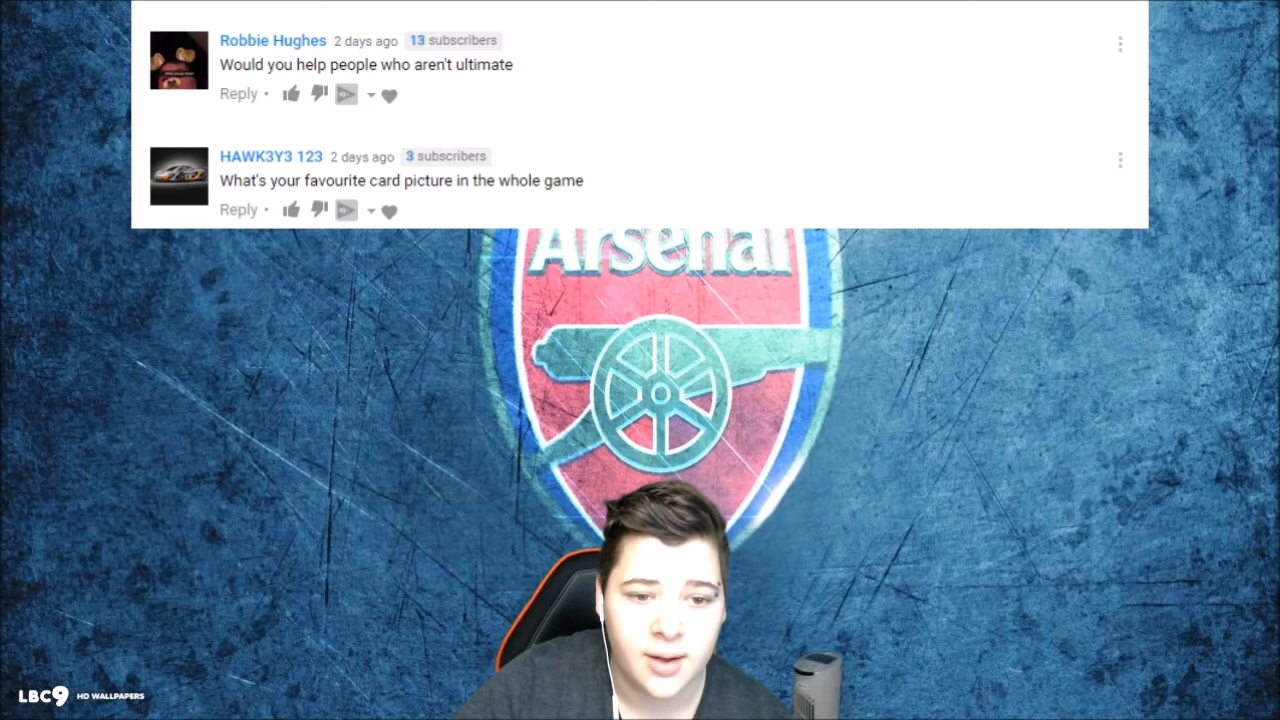 Robbie Hughes 2 days ago 13 subscribers
Would you help people who aren't ultimate
Reply •
HAWK3Y3 123 2 days ago 3 subscribers
What's your favourite card picture in the whole game
Reply •
Arsenal
LBC9 HD WALLPAPERS